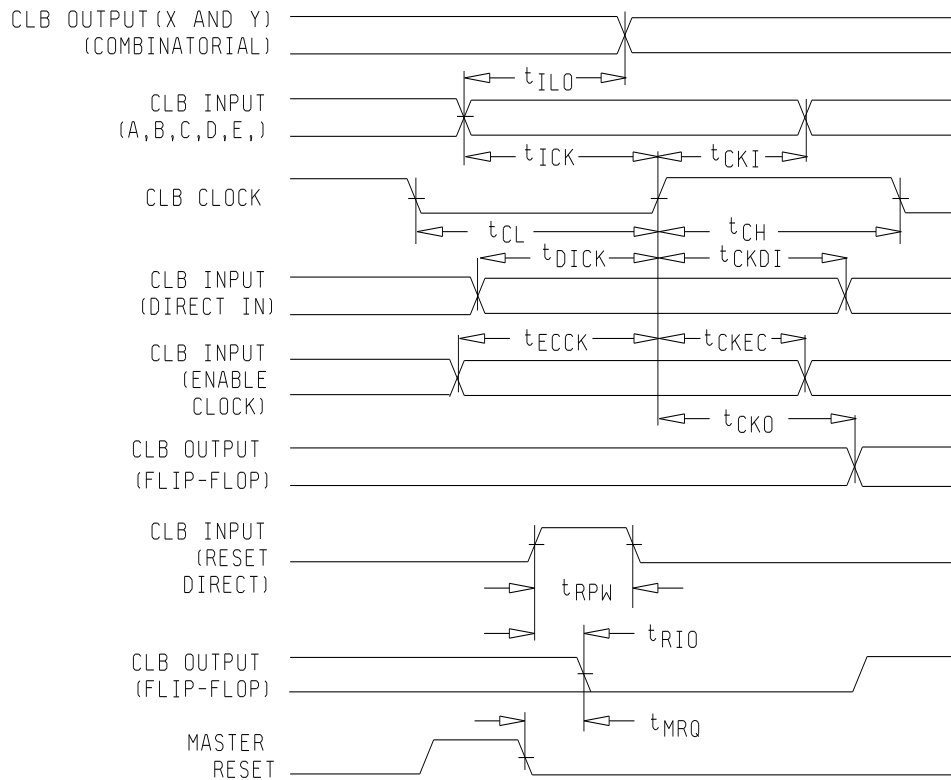 CLB OUTPUT(X AND Y)
(COMBINATORIAL)
tILO
CLB INPUT
(A,B,C,D,E,)
tICK
tCKI
CLB CLOCK
tCL
tCH
tDICK
tCKDI
CLB INPUT
(DIRECT IN)
tECCK
tCKEC
CLB INPUT
(ENABLE
CLOCK)
tCKO
CLB OUTPUT
(FLIP-FLOP)
CLB INPUT
(RESET
DIRECT)
tRPW
tRIO
CLB OUTPUT
(FLIP-FLOP)
tMRQ
MASTER
RESET